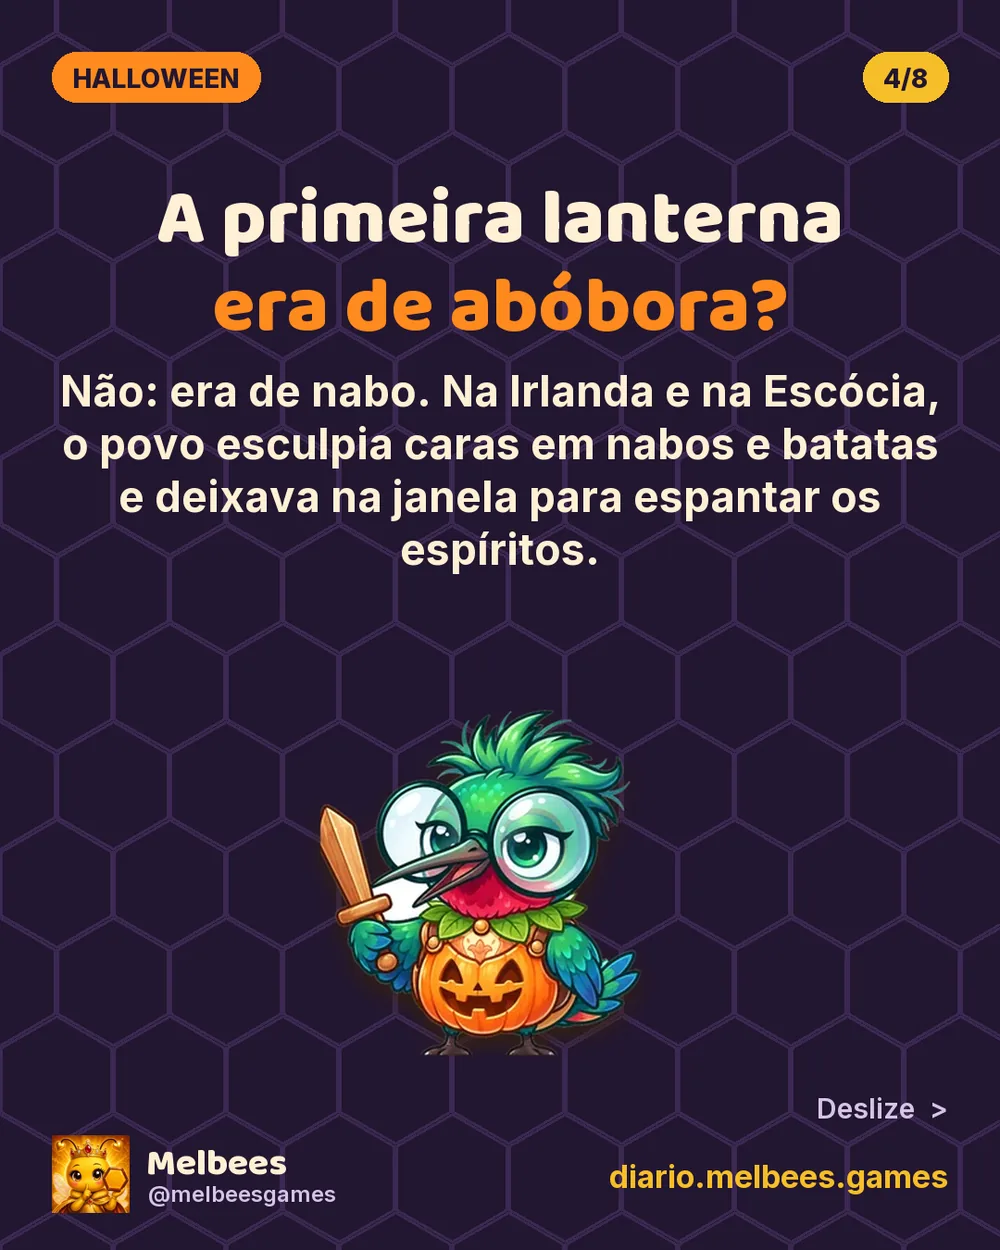 HALLOWEEN
4/8
A primeira lanterna
era de abóbora?
Não: era de nabo. Na Irlanda e na Escócia,
o povo esculpia caras em nabos e batatas
e deixava na janela para espantar os
espíritos.
Deslize >
Melbees
@melbeesgames
diario.melbees.games